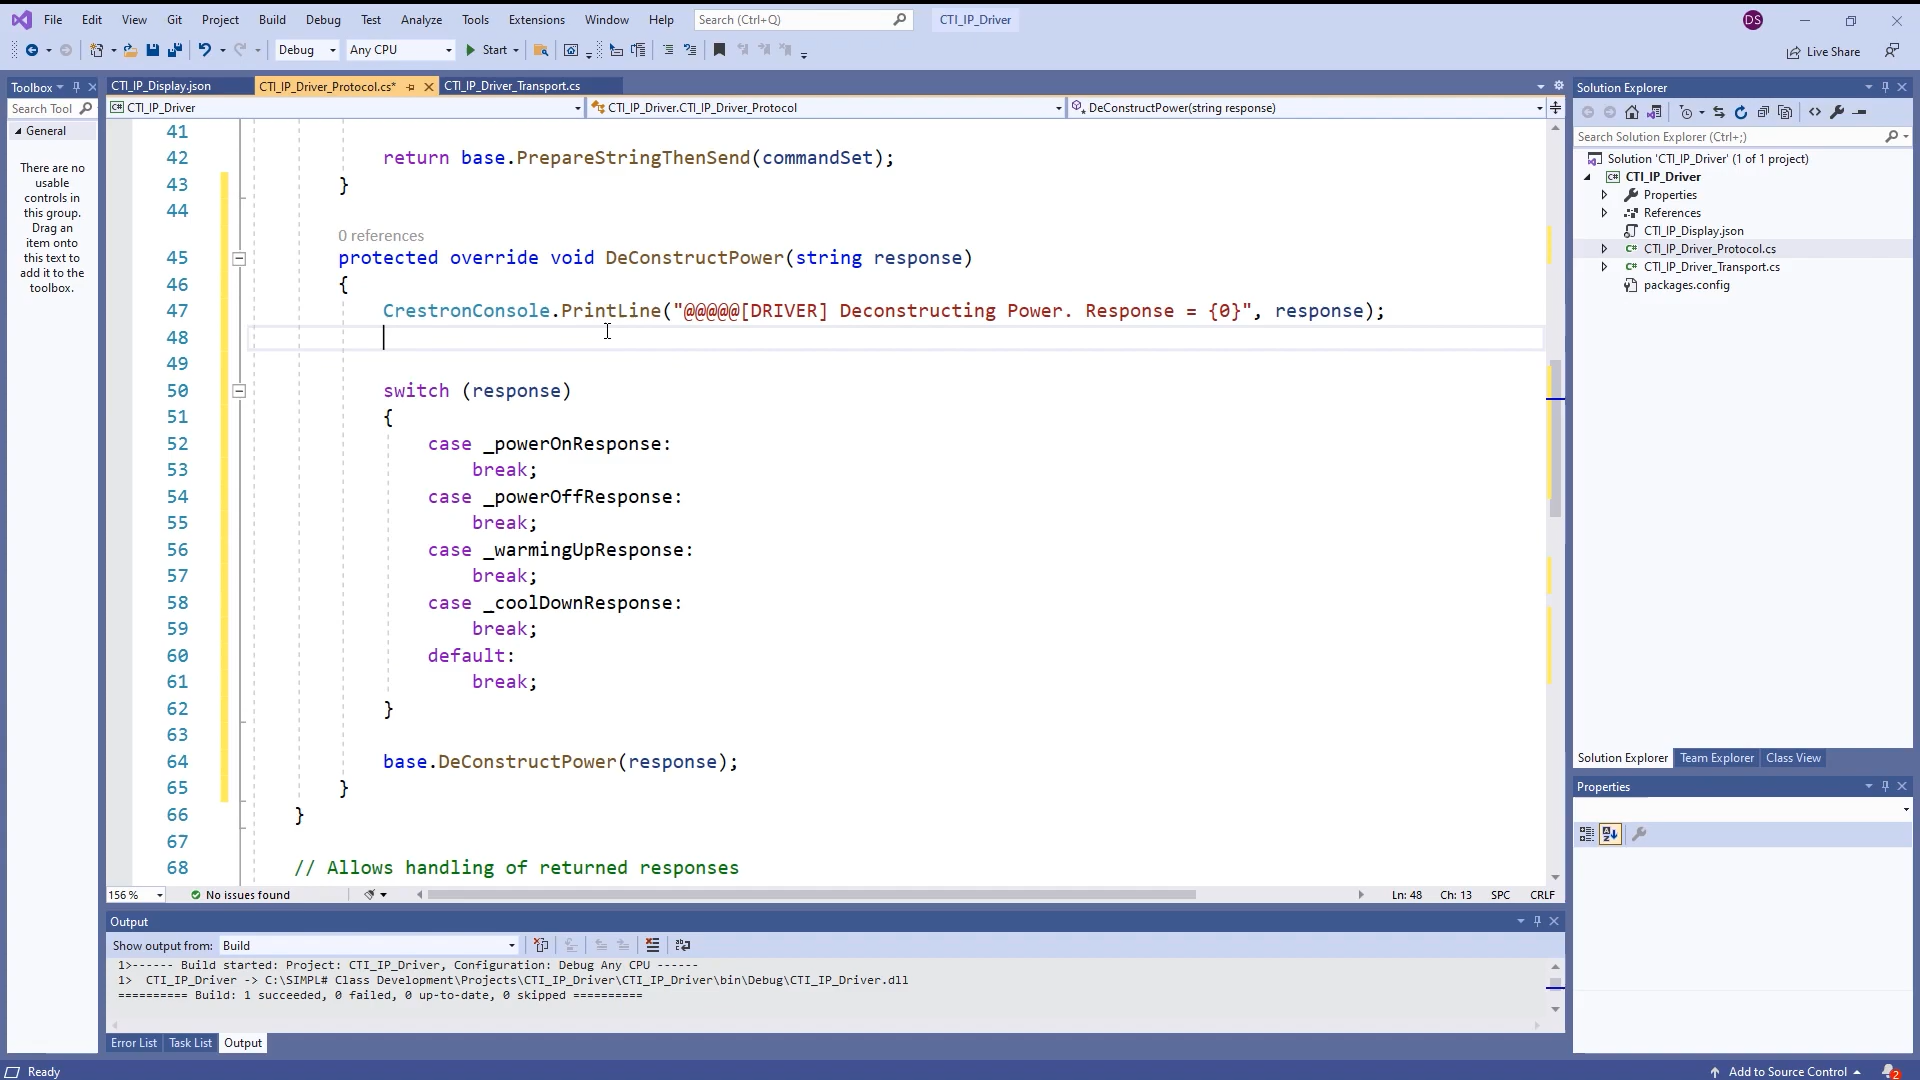 File Edit View Git Project Build Debug Test Analyze Tools Extensions Window Help Search (Ctrl+Q) CTI_IP_Driver DS
Debug Any CPU Start Live Share
Toolbox CTI_IP_Display.json CTI_IP_Driver_Protocol.cs* CTI_IP_Driver_Transport.cs Solution Explorer
Search Tool CTI_IP_Driver CTI_IP_Driver.CTI_IP_Driver_Protocol DeConstructPower(string response)
General
There are no
usable
controls in
this group.
Drag an
item onto
this text to
add it to the
toolbox.
41
42 return base.PrepareStringThenSend(commandSet);
43 }
44
0 references
45 protected override void DeConstructPower(string response)
46 {
47 CrestronConsole.PrintLine("@@@@@[DRIVER] Deconstructing Power. Response = {0}", response);
48
49
50 switch (response)
51 {
52 case _powerOnResponse:
53 break;
54 case _powerOffResponse:
55 break;
56 case _warmingUpResponse:
57 break;
58 case _coolDownResponse:
59 break;
60 default:
61 break;
62 }
63
64 base.DeConstructPower(response);
65 }
66 }
67
68 // Allows handling of returned responses
156 % No issues found Ln: 48 Ch: 13 SPC CRLF
Search Solution Explorer (Ctrl+;)
Solution 'CTI_IP_Driver' (1 of 1 project)
CTI_IP_Driver
Properties
References
CTI_IP_Display.json
CTI_IP_Driver_Protocol.cs
CTI_IP_Driver_Transport.cs
packages.config
Solution Explorer Team Explorer Class View
Properties
Output
Show output from: Build
1>------ Build started: Project: CTI_IP_Driver, Configuration: Debug Any CPU ------
1>  CTI_IP_Driver -> C:\SIMPL# Class Development\Projects\CTI_IP_Driver\CTI_IP_Driver\bin\Debug\CTI_IP_Driver.dll
========== Build: 1 succeeded, 0 failed, 0 up-to-date, 0 skipped ==========
Error List Task List Output
Ready Add to Source Control 2